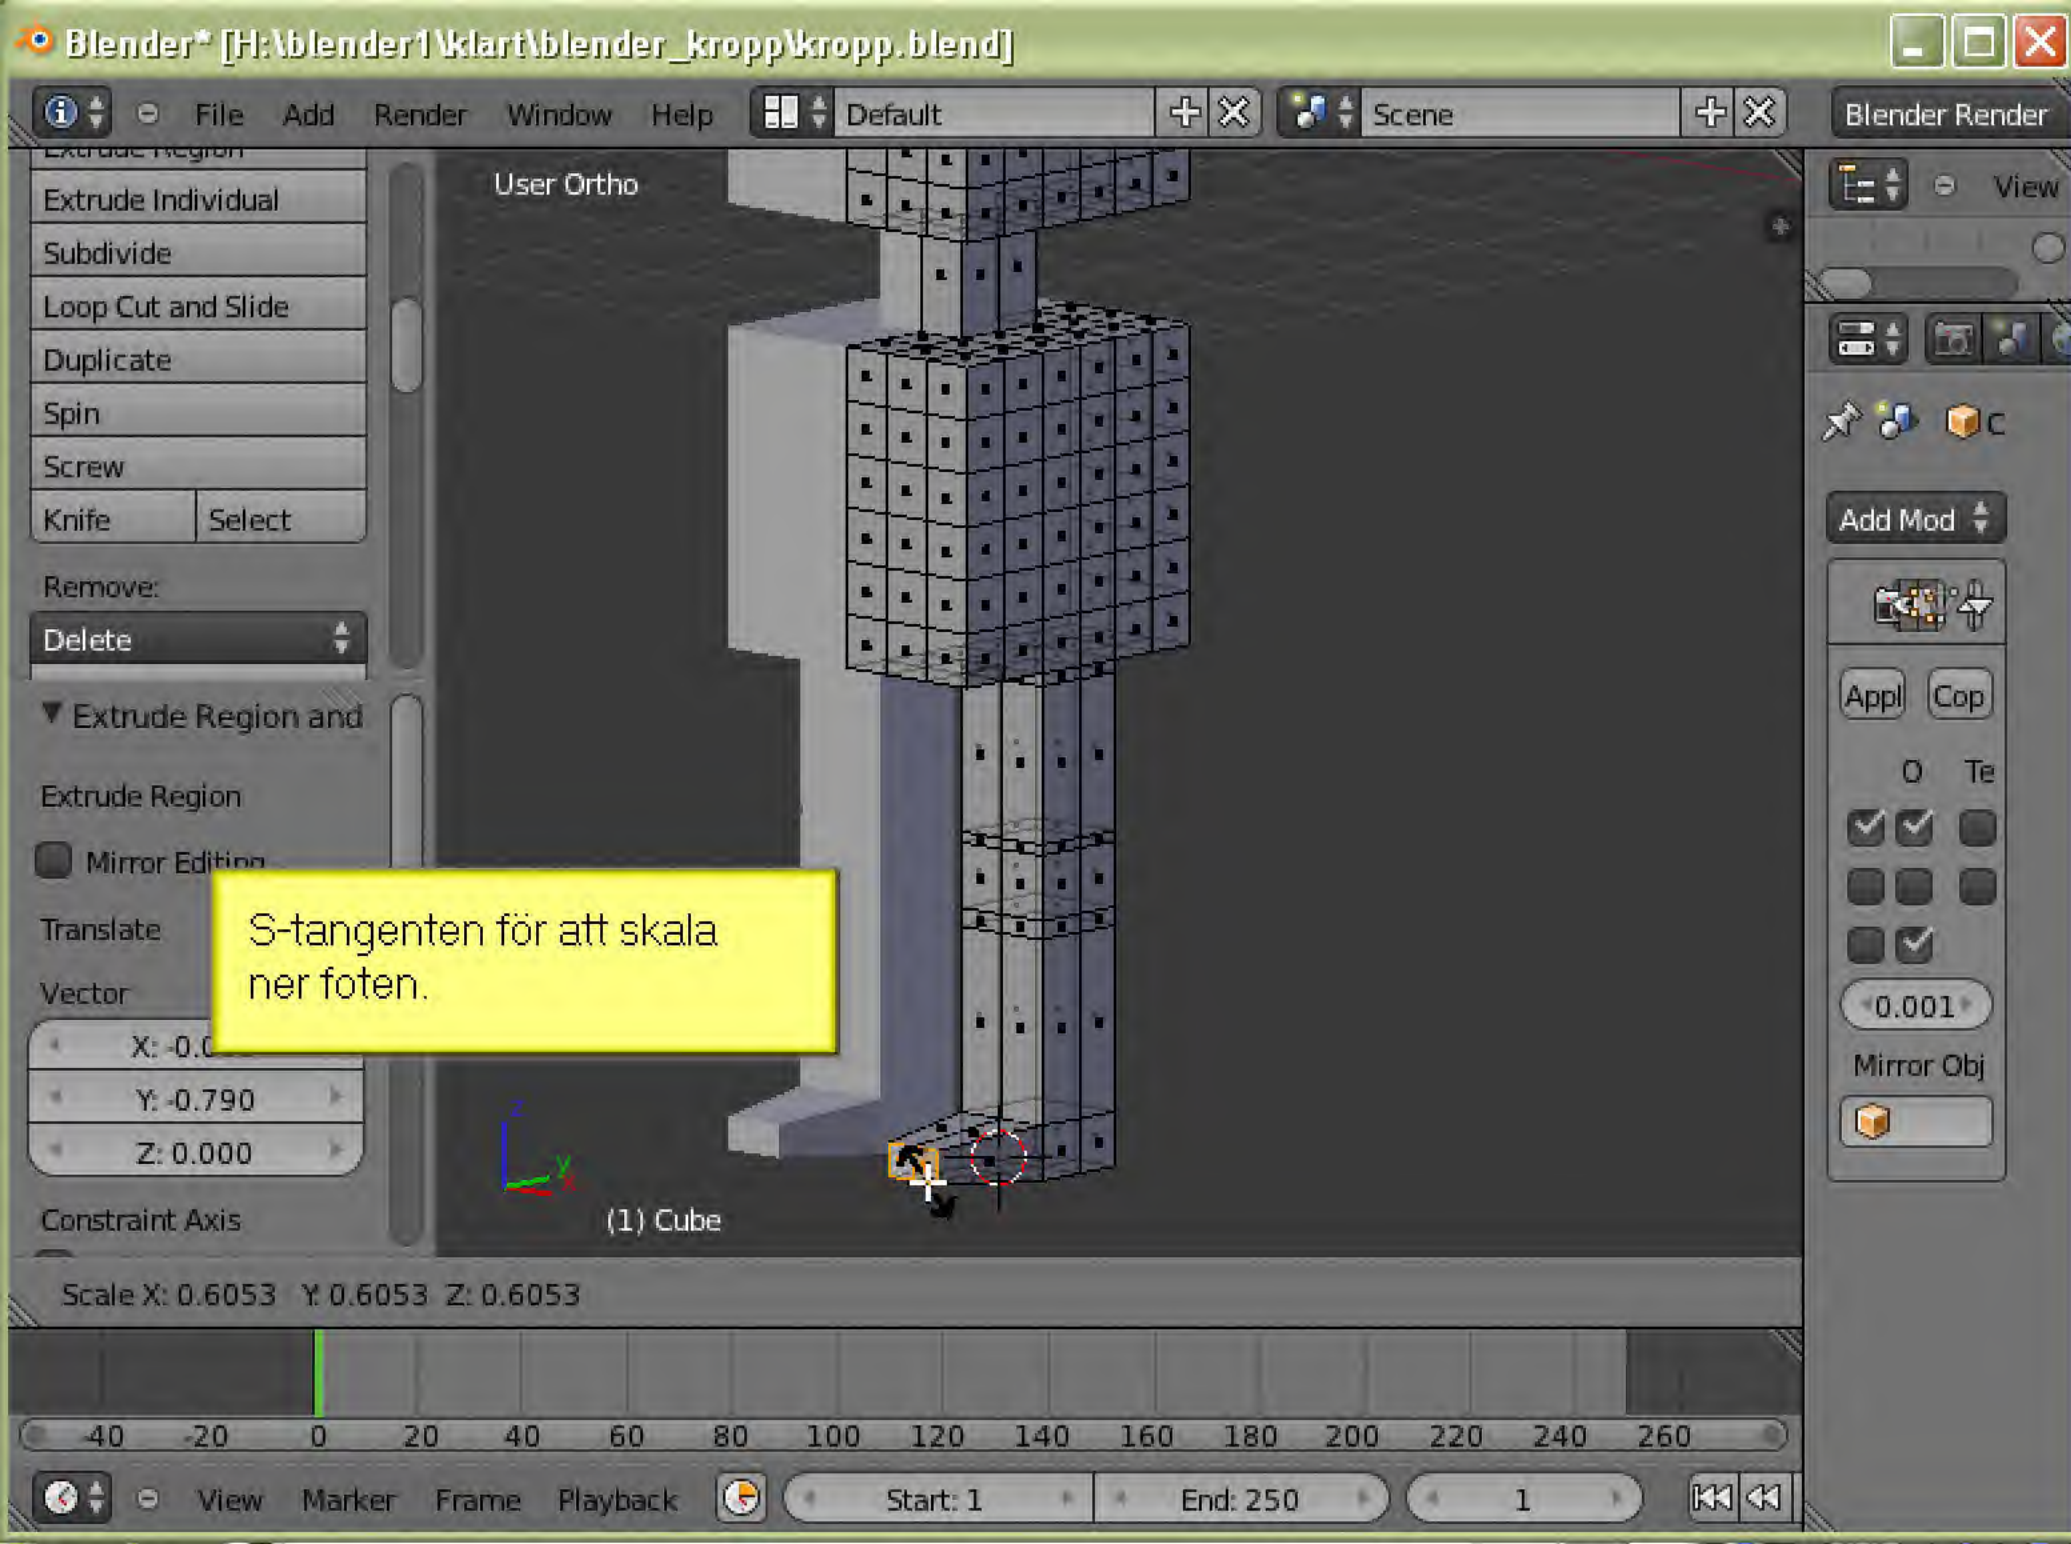 Blender* [H:\blender1\klart\blender_kropp\kropp.blend]
File Add Render Window Help Default Scene Blender Render
Extrude Region
Extrude Individual
Subdivide
Loop Cut and Slide
Duplicate
Spin
Screw
Knife Select
Remove:
Delete
Extrude Region and
Extrude Region
Mirror Editing
Translate
Vector
X: -0.0
Y: -0.790
Z: 0.000
Constraint Axis
User Ortho
S-tangenten för att skala
ner foten.
z
y
x
(1) Cube
View
C
Add Mod
Appl Cop
O Te
0.001
Mirror Obj
Scale X: 0.6053 Y: 0.6053 Z: 0.6053
-40 -20 0 20 40 60 80 100 120 140 160 180 200 220 240 260
View Marker Frame Playback Start: 1 End: 250 1